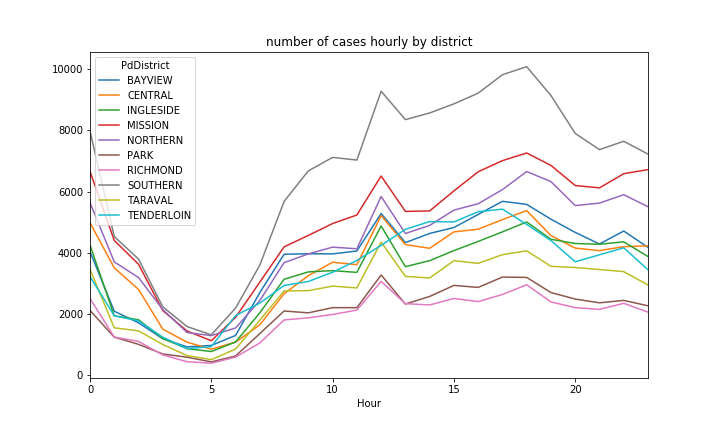 number of cases hourly by district
PdDistrict
BAYVIEW
CENTRAL
INGLESIDE
MISSION
NORTHERN
PARK
RICHMOND
SOUTHERN
TARAVAL
TENDERLOIN
10000
8000
6000
4000
2000
0
0 5 10 15 20
Hour